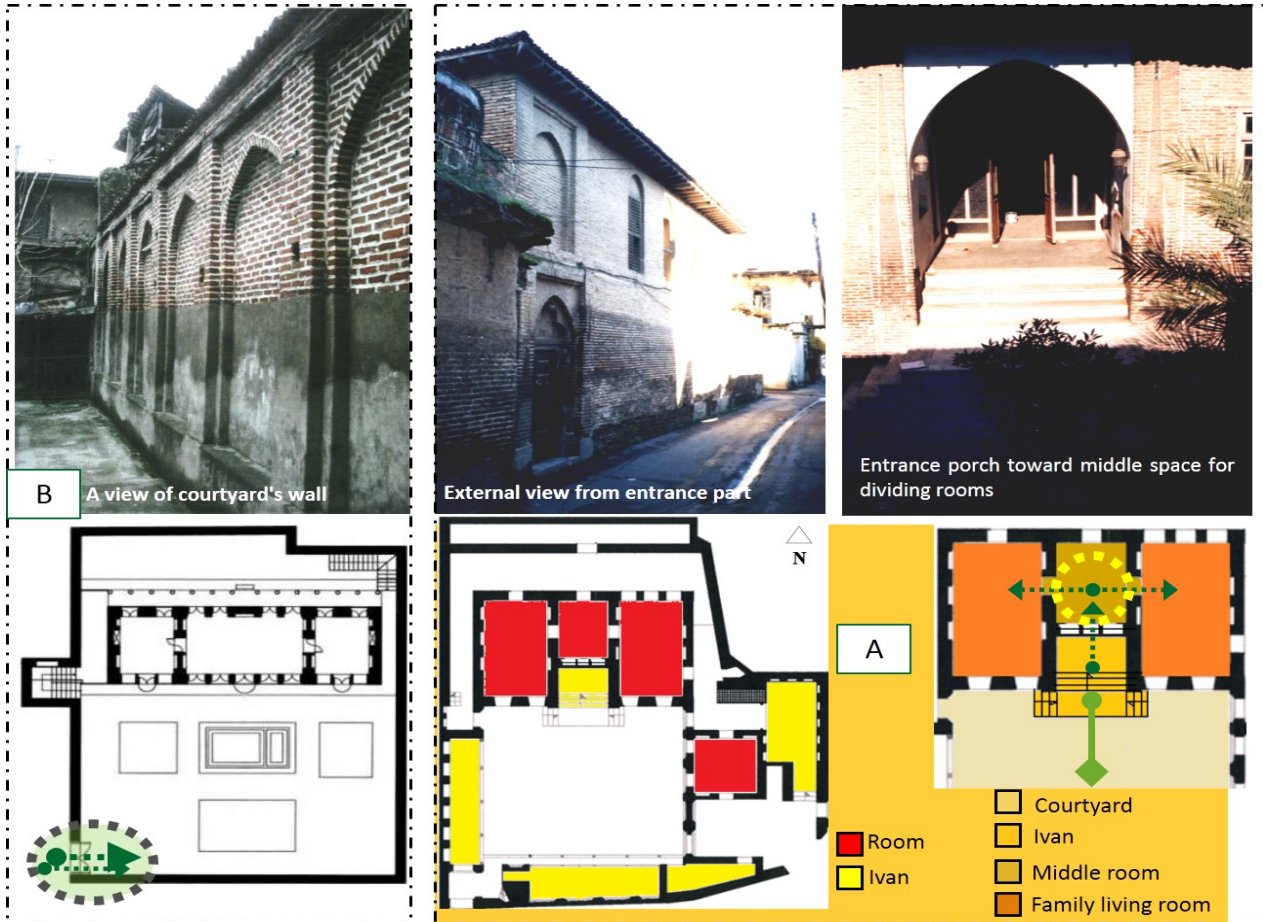 B
A view of courtyard's wall
External view from entrance part
Entrance porch toward middle space for
dividing rooms
N
A
Room
Ivan
Courtyard
Ivan
Middle room
Family living room